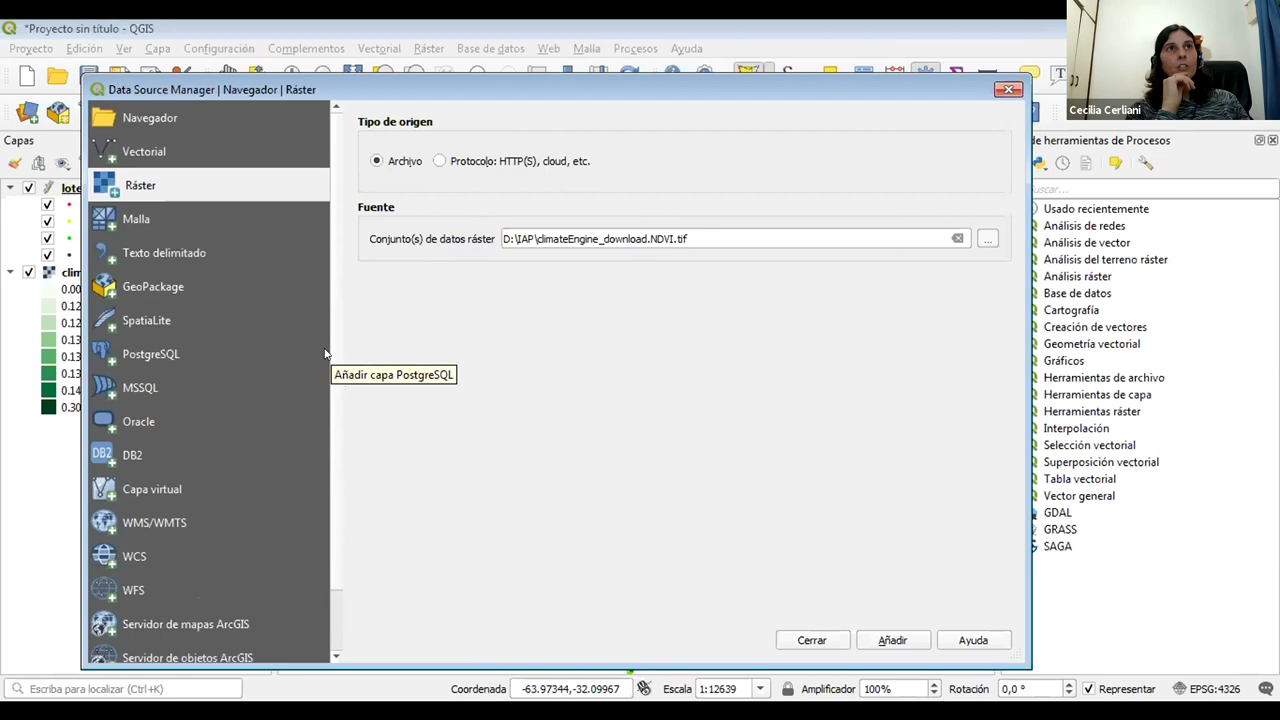 *Proyecto sin título - QGIS
Proyecto Edición Ver Capa Configuración Complementos Vectorial Ráster Base de datos Web Malla Procesos Ayuda
Cecilia Cerliani
Data Source Manager | Navegador | Ráster
Capas
lote
clim
0.00
0.12
0.12
0.13
0.13
0.13
0.14
0.30
Navegador
Vectorial
Ráster
Malla
Texto delimitado
GeoPackage
SpatiaLite
PostgreSQL
MSSQL
Oracle
DB2
DB2
Capa virtual
WMS/WMTS
WCS
WFS
Servidor de mapas ArcGIS
Servidor de objetos ArcGIS
Tipo de origen
Archivo Protocolo: HTTP(S), cloud, etc.
Fuente
Conjunto(s) de datos ráster D:\IAP\climateEngine_download.NDVI.tif ...
Añadir capa PostgreSQL
Cerrar Añadir Ayuda
de herramientas de Procesos
Buscar...
Usado recientemente
Análisis de redes
Análisis de vector
Análisis del terreno ráster
Análisis ráster
Base de datos
Cartografía
Creación de vectores
Geometría vectorial
Gráficos
Herramientas de archivo
Herramientas de capa
Herramientas ráster
Interpolación
Selección vectorial
Superposición vectorial
Tabla vectorial
Vector general
GDAL
GRASS
SAGA
Escriba para localizar (Ctrl+K) Coordenada -63.97344,-32.09967 Escala 1:12639 Amplificador 100% Rotación 0,0 ° Representar EPSG:4326